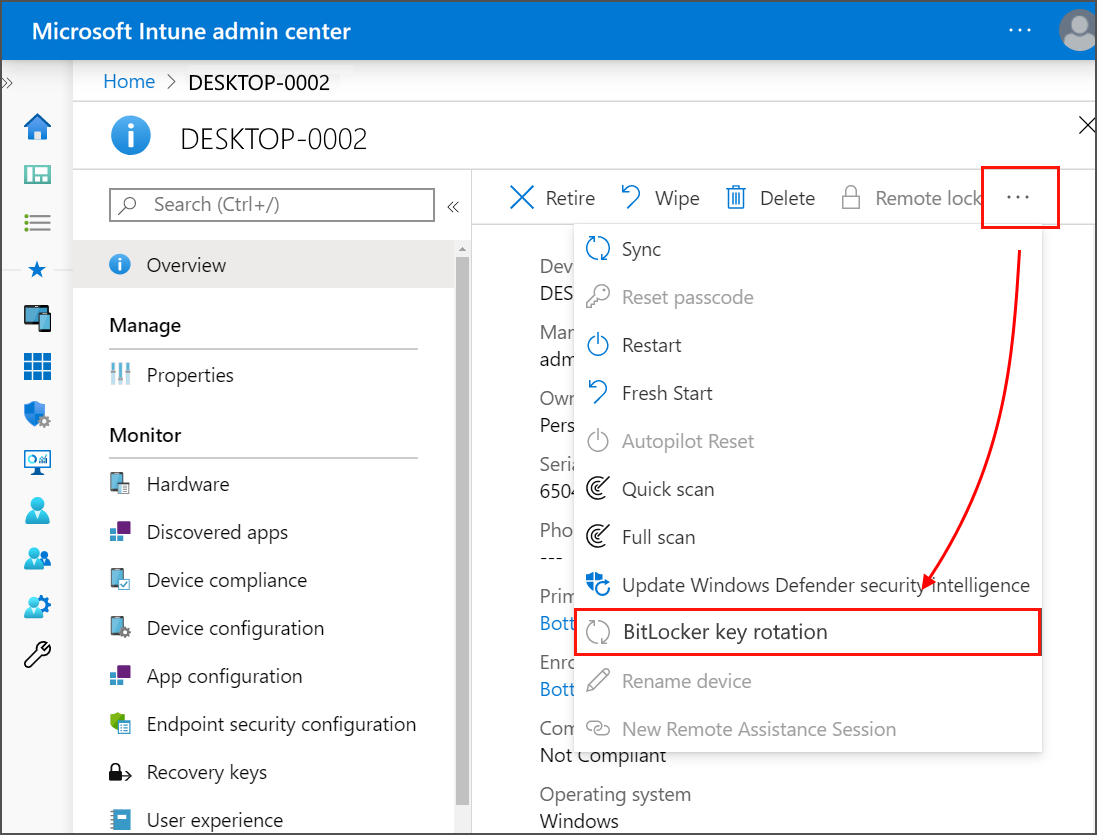 Microsoft Intune admin center
Home > DESKTOP-0002
DESKTOP-0002
Search (Ctrl+/)
Overview
Manage
Properties
Monitor
Hardware
Discovered apps
Device compliance
Device configuration
App configuration
Endpoint security configuration
Recovery keys
User experience
Retire
Wipe
Delete
Remote lock
...
Sync
Reset passcode
Restart
Fresh Start
Autopilot Reset
Quick scan
Full scan
Update Windows Defender security intelligence
BitLocker key rotation
Rename device
New Remote Assistance Session
Dev
DES
Man
adm
Own
Pers
Seria
6504
Pho
---
Prim
Bott
Enro
Bott
Com
Not Compliant
Operating system
Windows